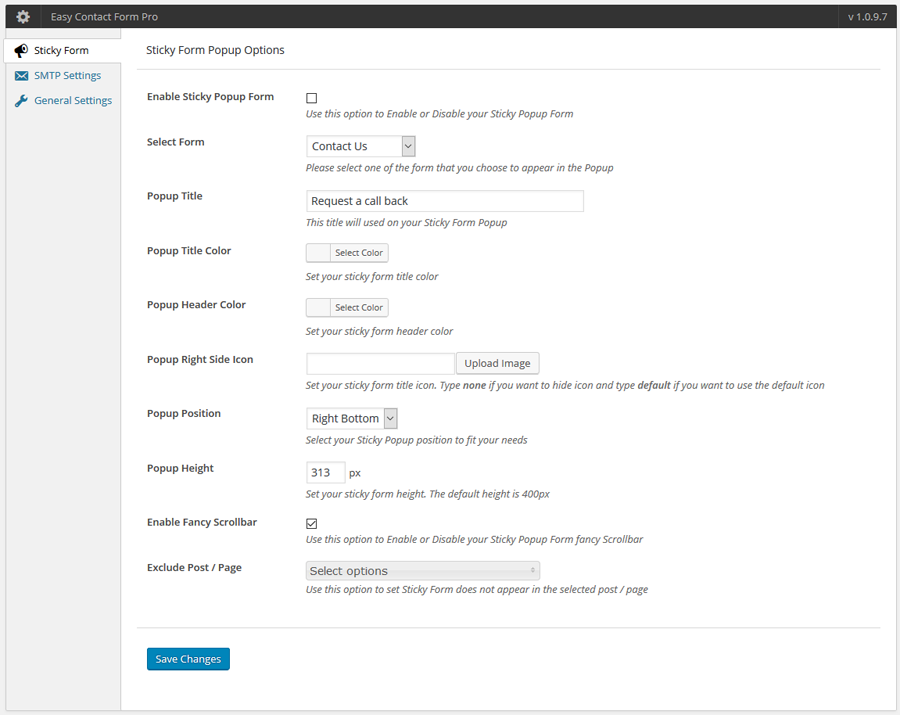 Easy Contact Form Pro
v 1.0.9.7
Sticky Form
SMTP Settings
General Settings
Sticky Form Popup Options
Enable Sticky Popup Form
Use this option to Enable or Disable your Sticky Popup Form
Select Form
Contact Us
Please select one of the form that you choose to appear in the Popup
Popup Title
Request a call back
This title will used on your Sticky Form Popup
Popup Title Color
Select Color
Set your sticky form title color
Popup Header Color
Select Color
Set your sticky form header color
Popup Right Side Icon
Upload Image
Set your sticky form title icon. Type none if you want to hide icon and type default if you want to use the default icon
Popup Position
Right Bottom
Select your Sticky Popup position to fit your needs
Popup Height
313 px
Set your sticky form height. The default height is 400px
Enable Fancy Scrollbar
Use this option to Enable or Disable your Sticky Popup Form fancy Scrollbar
Exclude Post / Page
Select options
Use this option to set Sticky Form does not appear in the selected post / page
Save Changes